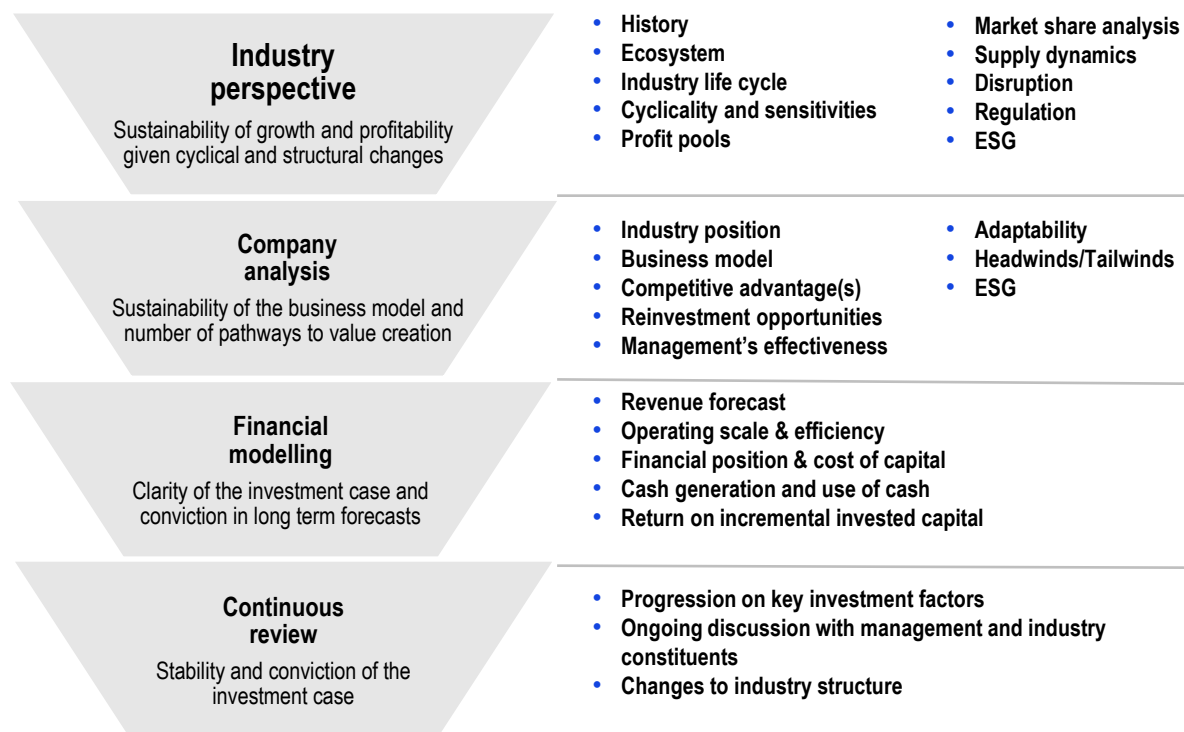 Industry
perspective
Sustainability of growth and profitability
given cyclical and structural changes
• History
• Ecosystem
• Industry life cycle
• Cyclicality and sensitivities
• Profit pools
• Market share analysis
• Supply dynamics
• Disruption
• Regulation
• ESG
Company
analysis
Sustainability of the business model and
number of pathways to value creation
• Industry position
• Business model
• Competitive advantage(s)
• Reinvestment opportunities
• Management’s effectiveness
• Adaptability
• Headwinds/Tailwinds
• ESG
Financial
modelling
Clarity of the investment case and
conviction in long term forecasts
• Revenue forecast
• Operating scale & efficiency
• Financial position & cost of capital
• Cash generation and use of cash
• Return on incremental invested capital
Continuous
review
Stability and conviction of the
investment case
• Progression on key investment factors
• Ongoing discussion with management and industry
constituents
• Changes to industry structure